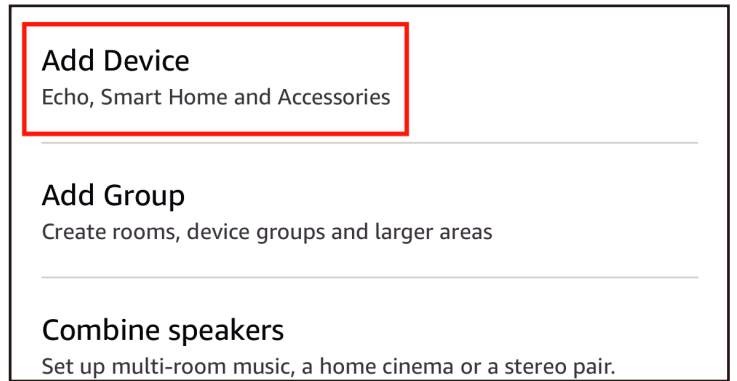 Add Device
Echo, Smart Home and Accessories
Add Group
Create rooms, device groups and larger areas
Combine speakers
Set up multi-room music, a home cinema or a stereo pair.